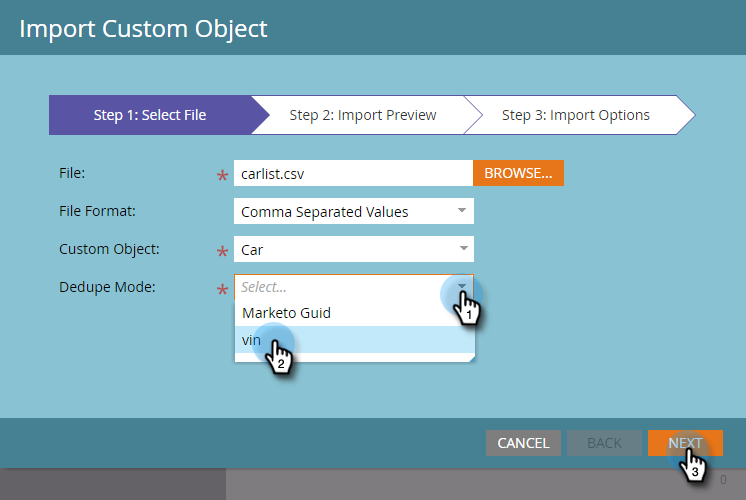 Import Custom Object
Step 1: Select File
Step 2: Import Preview
Step 3: Import Options
File:
* carlist.csv
BROWSE...
File Format:
Comma Separated Values
Custom Object:
* Car
Dedupe Mode:
* Select...
1
Marketo Guid
vin
2
CANCEL
BACK
NEXT
3
0